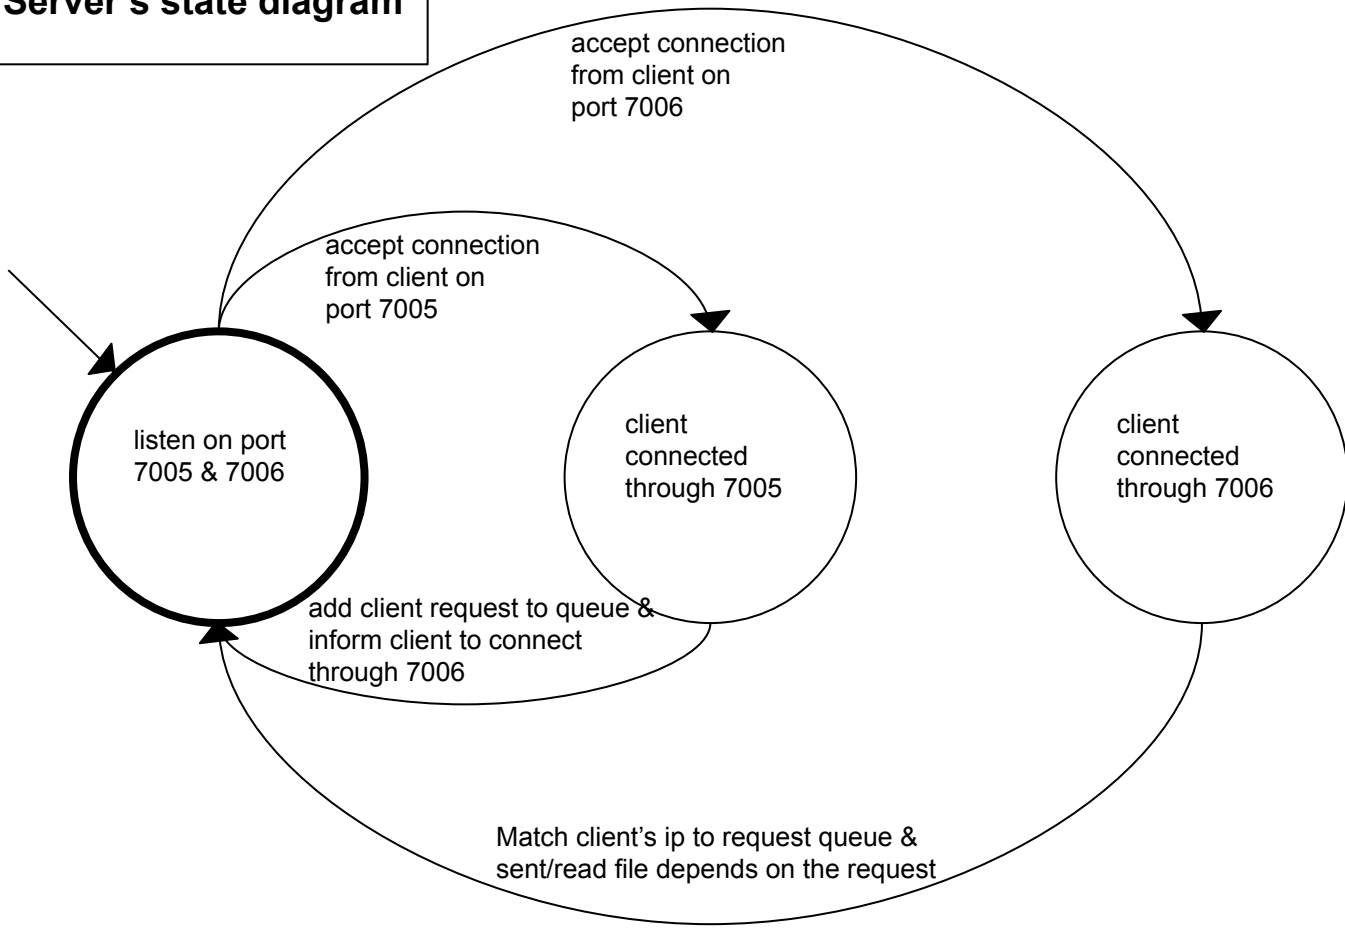 Server's state diagram
accept connection
from client on
port 7006
accept connection
from client on
port 7005
listen on port
7005 & 7006
client
connected
through 7005
client
connected
through 7006
add client request to queue &
inform client to connect
through 7006
Match client's ip to request queue &
sent/read file depends on the request